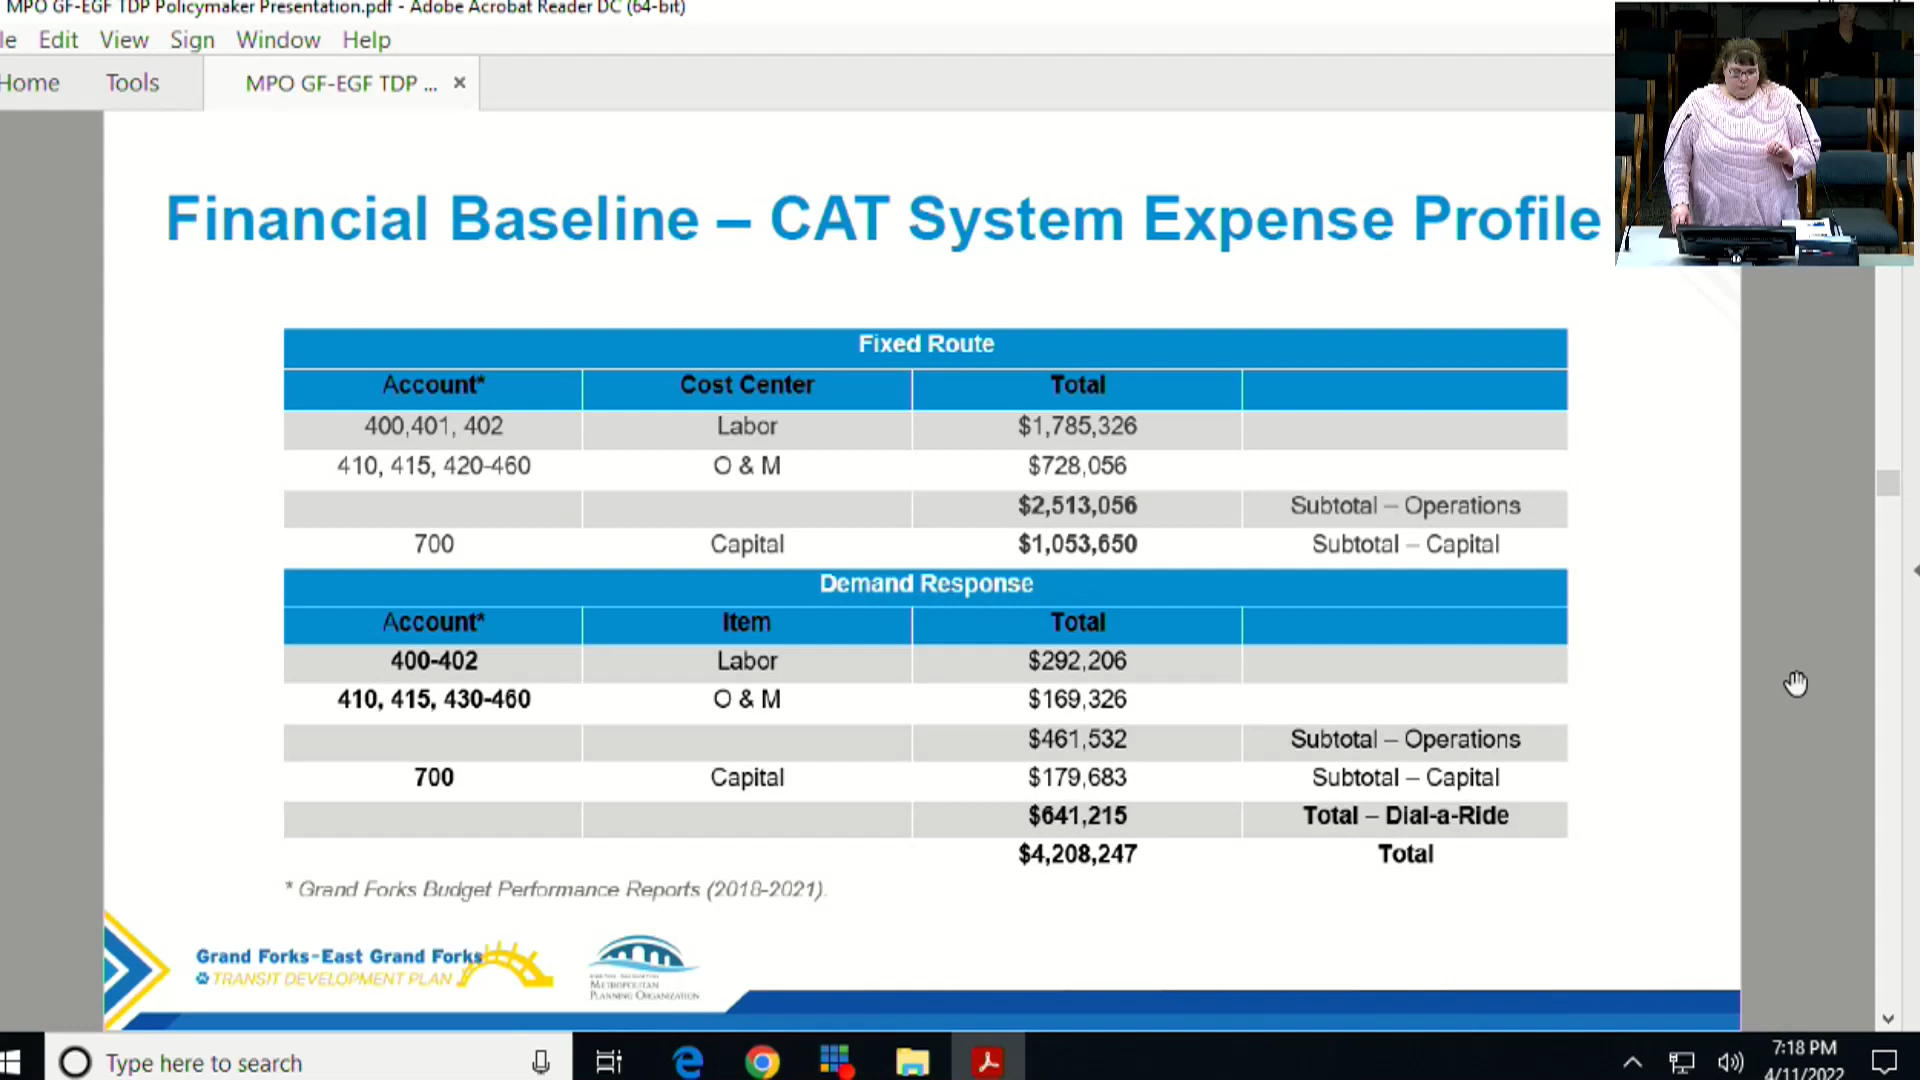 MPO GF-EGF TDP Policymaker Presentation.pdf - Adobe Acrobat Reader DC (64-bit)
le Edit View Sign Window Help
Home Tools MPO GF-EGF TDP ... ×
Financial Baseline – CAT System Expense Profile
Fixed Route
Account* Cost Center Total
400,401, 402 Labor $1,785,326
410, 415, 420-460 O & M $728,056
$2,513,056 Subtotal – Operations
700 Capital $1,053,650 Subtotal – Capital
Demand Response
Account* Item Total
400-402 Labor $292,206
410, 415, 430-460 O & M $169,326
$461,532 Subtotal – Operations
700 Capital $179,683 Subtotal – Capital
$641,215 Total – Dial-a-Ride
$4,208,247 Total
* Grand Forks Budget Performance Reports (2018-2021).
Grand Forks-East Grand Forks
TRANSIT DEVELOPMENT PLAN
METROPOLITAN
PLANNING ORGANIZATION
Type here to search
7:18 PM
4/11/2022